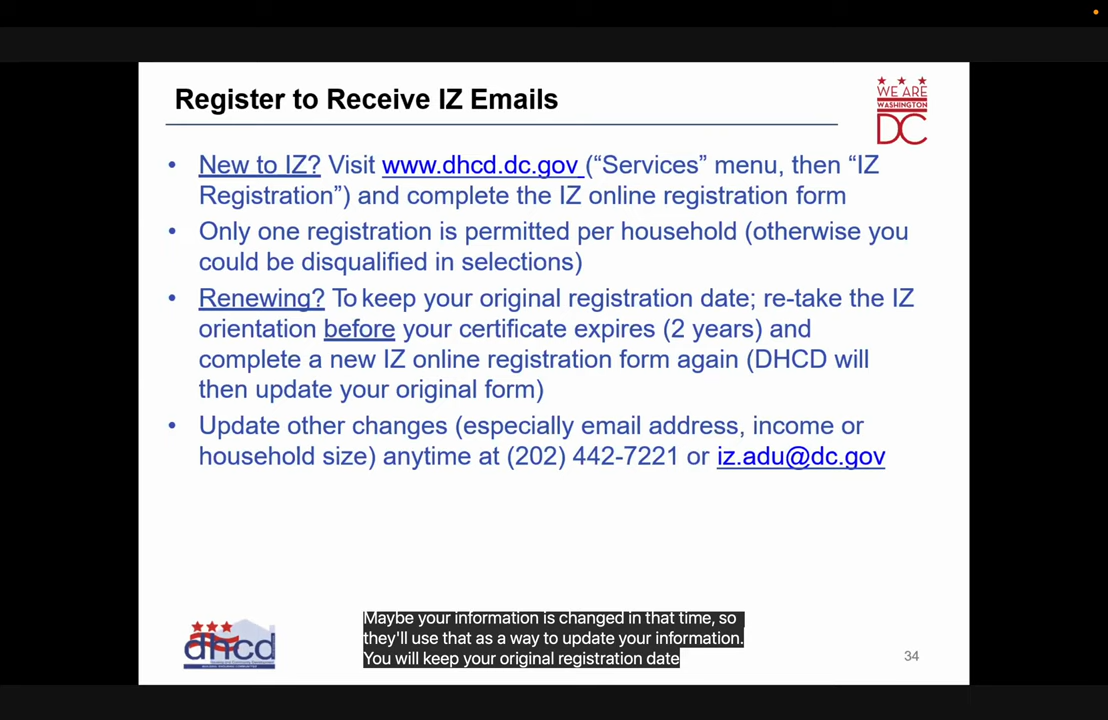 Register to Receive IZ Emails
WE ARE
WASHINGTON
DC
• New to IZ? Visit www.dhcd.dc.gov (“Services” menu, then “IZ
Registration”) and complete the IZ online registration form
• Only one registration is permitted per household (otherwise you
could be disqualified in selections)
• Renewing? To keep your original registration date; re-take the IZ
orientation before your certificate expires (2 years) and
complete a new IZ online registration form again (DHCD will
then update your original form)
• Update other changes (especially email address, income or
household size) anytime at (202) 442-7221 or iz.adu@dc.gov
dhcd
Maybe your information is changed in that time, so
they'll use that as a way to update your information.
You will keep your original registration date
34